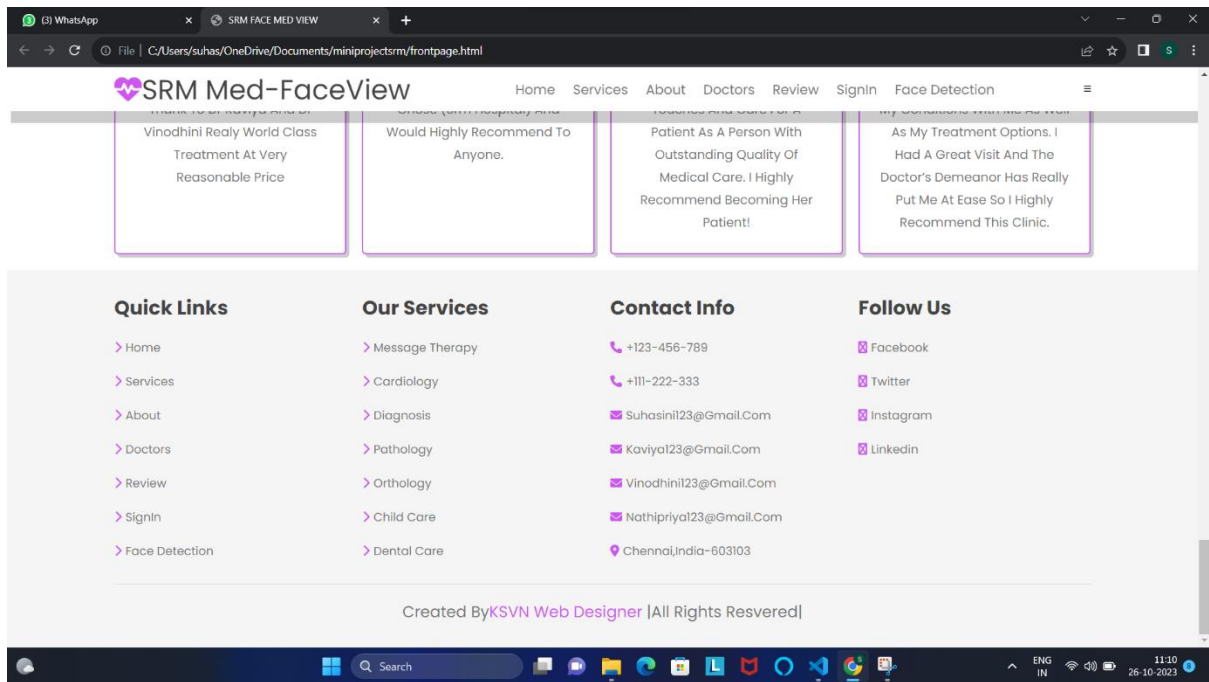 (3) WhatsApp
SRM FACE MED VIEW
File | C:/Users/suhas/OneDrive/Documents/miniprojectsrm/frontpage.html
S
SRM Med-FaceView
Home Services About Doctors Review SignIn Face Detection
Vinodhini Realy World Class
Treatment At Very
Reasonable Price
Would Highly Recommend To
Anyone.
Patient As A Person With
Outstanding Quality Of
Medical Care. I Highly
Recommend Becoming Her
Patient!
As My Treatment Options. I
Had A Great Visit And The
Doctor's Demeanor Has Really
Put Me At Ease So I Highly
Recommend This Clinic.
Quick Links
Home
Services
About
Doctors
Review
SignIn
Face Detection
Our Services
Message Therapy
Cardiology
Diagnosis
Pathology
Orthology
Child Care
Dental Care
Contact Info
+123-456-789
+111-222-333
Suhasini123@Gmail.Com
Kaviya123@Gmail.Com
Vinodhini123@Gmail.Com
Nathipriya123@Gmail.Com
Chennai,India-603103
Follow Us
Facebook
Twitter
Instagram
Linkedin
Created ByKSVN Web Designer |All Rights Resvered|
Search
ENG
IN
11:10
26-10-2023
8